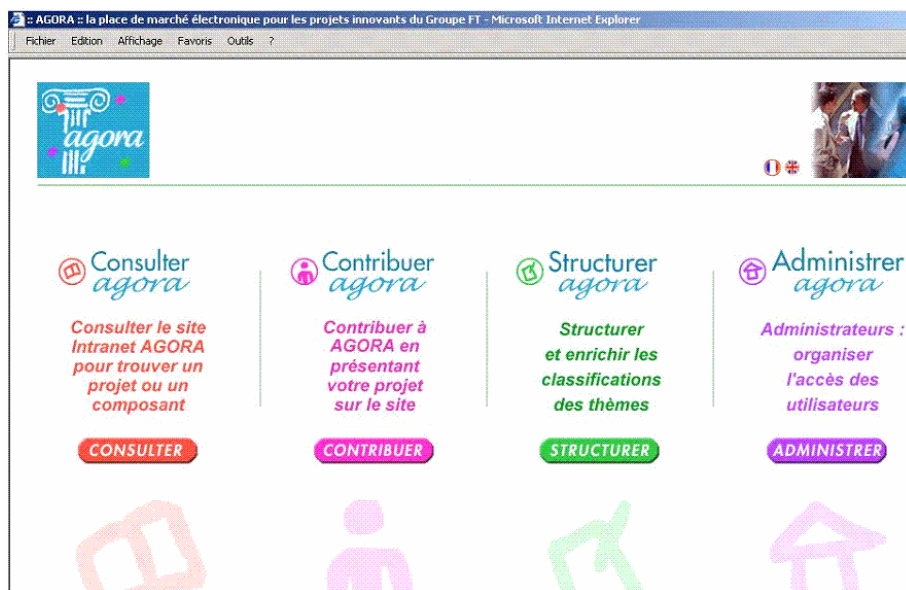 :: AGORA :: la place de marché électronique pour les projets innovants du Groupe FT - Microsoft Internet Explorer
Fichier Edition Affichage Favoris Outils ?
agora
Consulter
agora
Consulter le site
Intranet AGORA
pour trouver un
projet ou un
composant
CONSULTER
Contribuer
agora
Contribuer à
AGORA en
présentant
votre projet
sur le site
CONTRIBUER
Structurer
agora
Structurer
et enrichir les
classifications
des thèmes
STRUCTURER
Administrer
agora
Administrateurs :
organiser
l'accès des
utilisateurs
ADMINISTRER